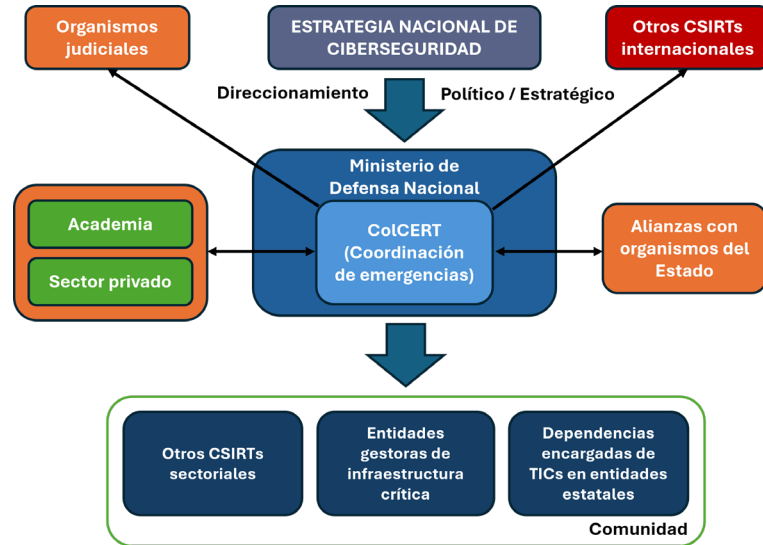 Organismos
judiciales
ESTRATEGIA NACIONAL DE
CIBERSEGURIDAD
Otros CSIRTs
internacionales
Direccionamiento
Político / Estratégico
Ministerio de
Defensa Nacional
Academia
Sector privado
ColCERT
(Coordinación
de emergencias)
Alianzas con
organismos del
Estado
Otros CSIRTs
sectoriales
Entidades
gestoras de
infraestructura
crítica
Dependencias
encargadas de
TICs en entidades
estatales
Comunidad